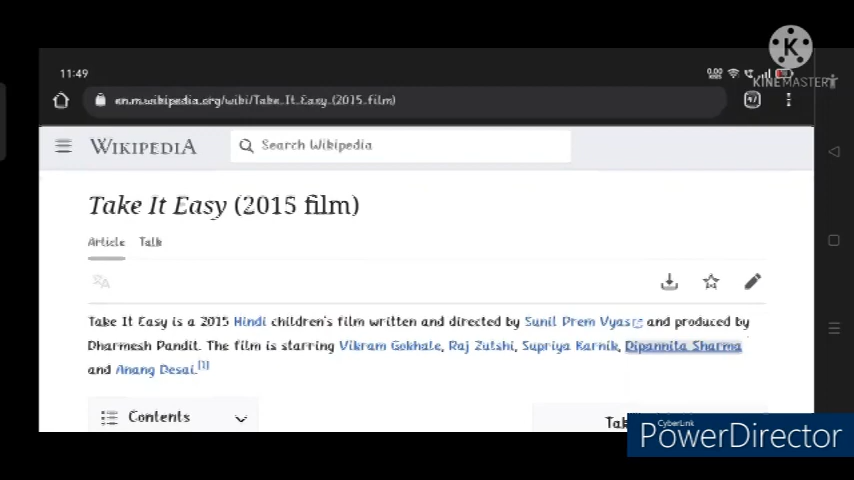 11:49
0.00
KINEMASTER
en.m.wikipedia.org/wiki/Take_It_Easy_(2015_film)
WIKIPEDIA
Search Wikipedia
Take It Easy (2015 film)
Article Talk
Take It Easy is a 2015 Hindi children's film written and directed by Sunil Prem Vyas and produced by
Dharmesh Pandit. The film is starring Vikram Gokhale, Raj Zutshi, Supriya Karnik, Dipannita Sharma
and Anang Desai.[1]
Contents
CyberLink
PowerDirector